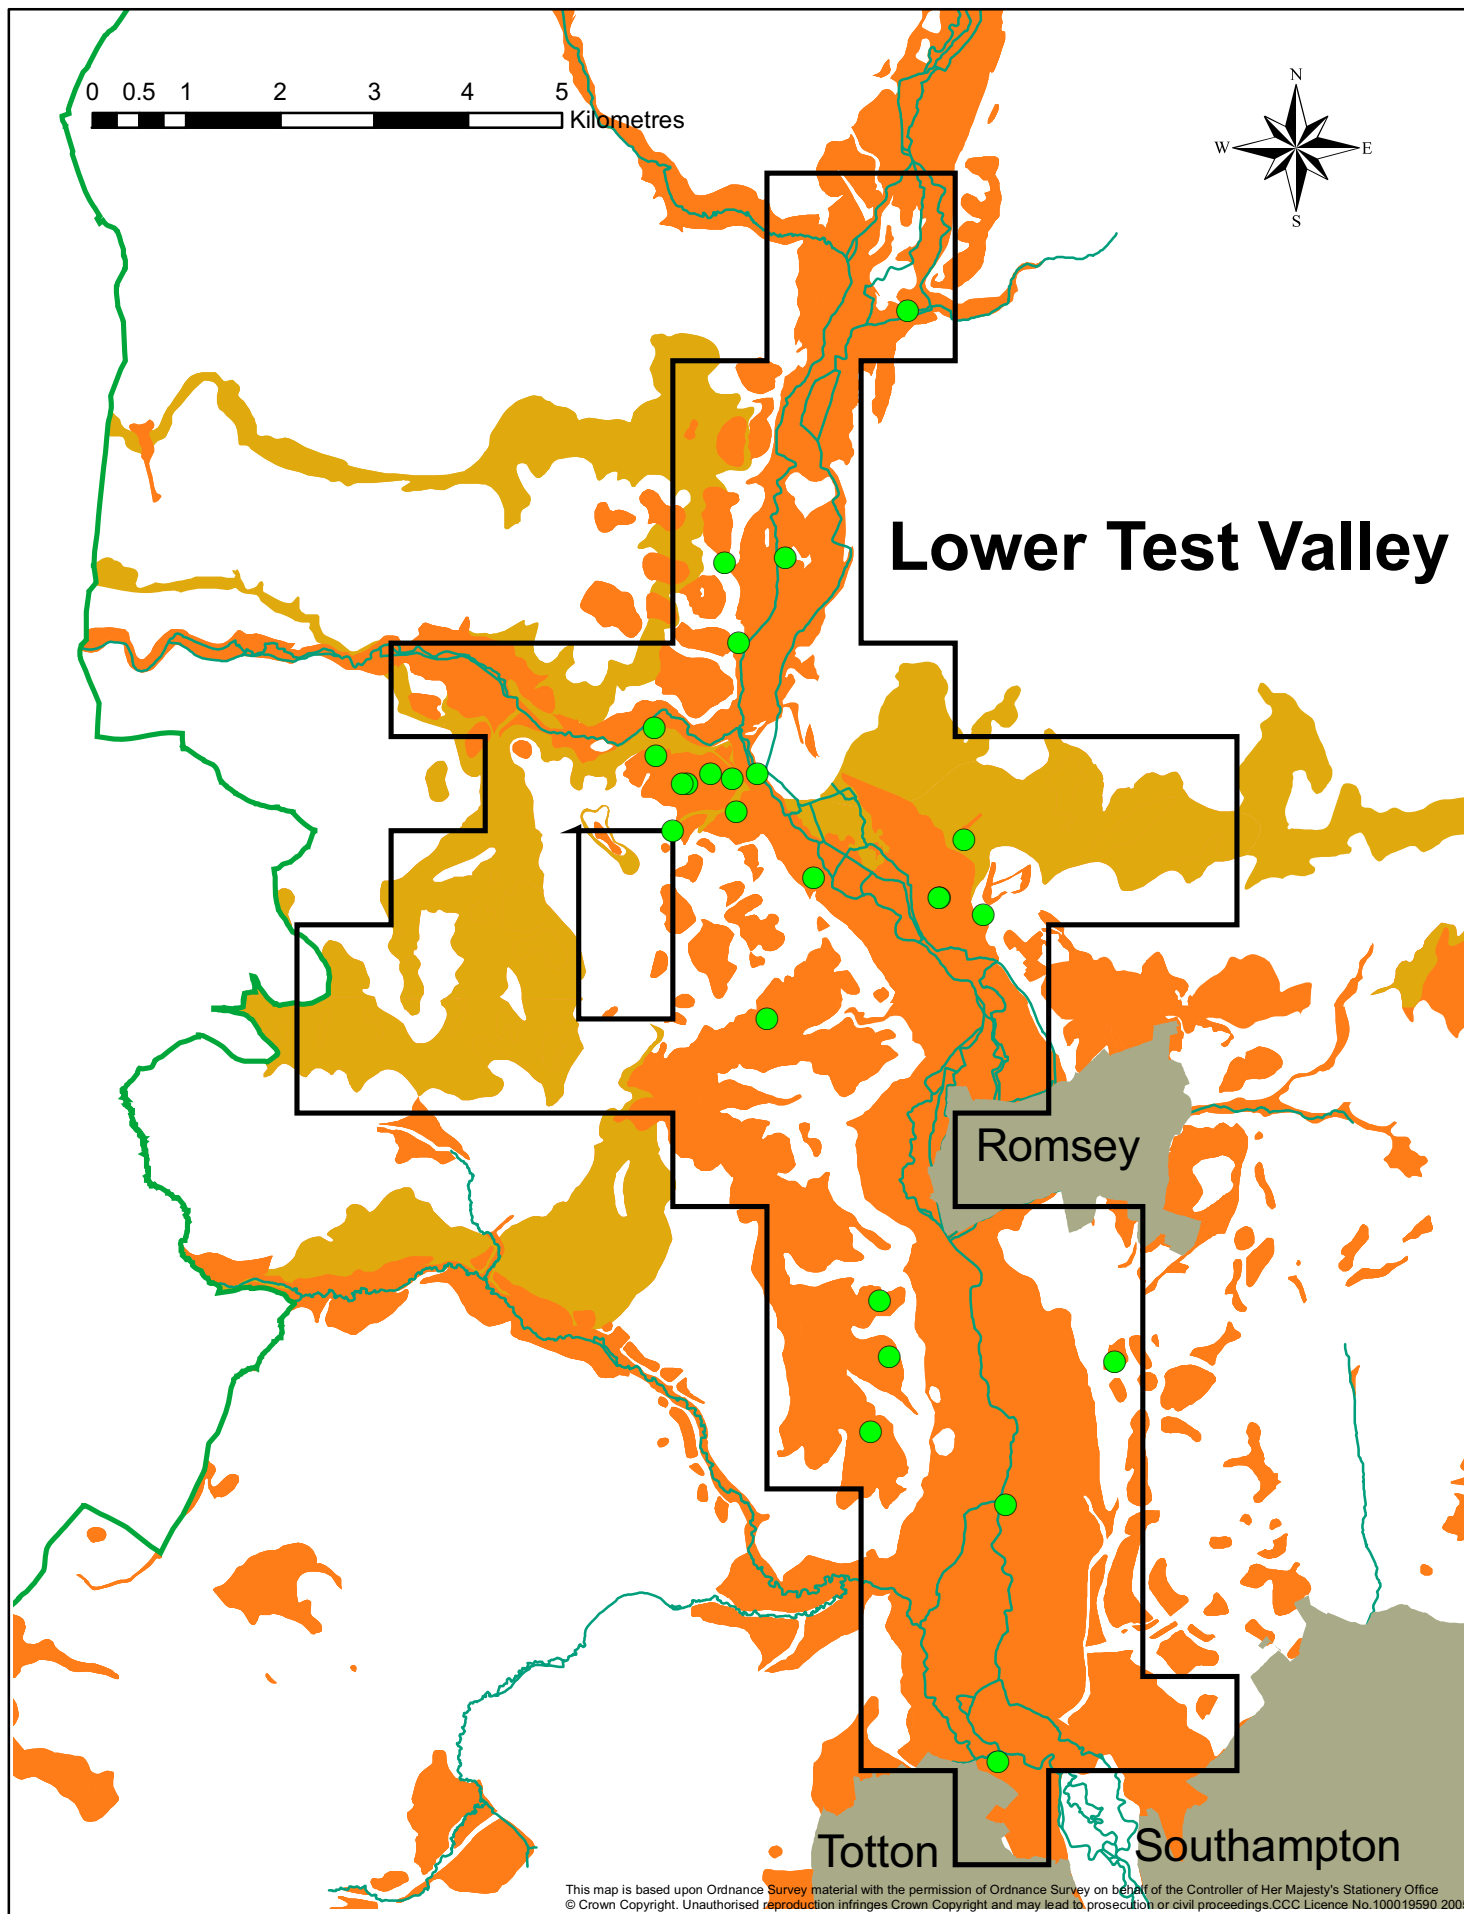 0 0.5 1 2 3 4 5
Kilometres
N
W E
S
Lower Test Valley
Romsey
Totton
Southampton
This map is based upon Ordnance Survey material with the permission of Ordnance Survey on behalf of the Controller of Her Majesty's Stationery Office
© Crown Copyright. Unauthorised reproduction infringes Crown Copyright and may lead to prosecution or civil proceedings.CCC Licence No.100019590 2005